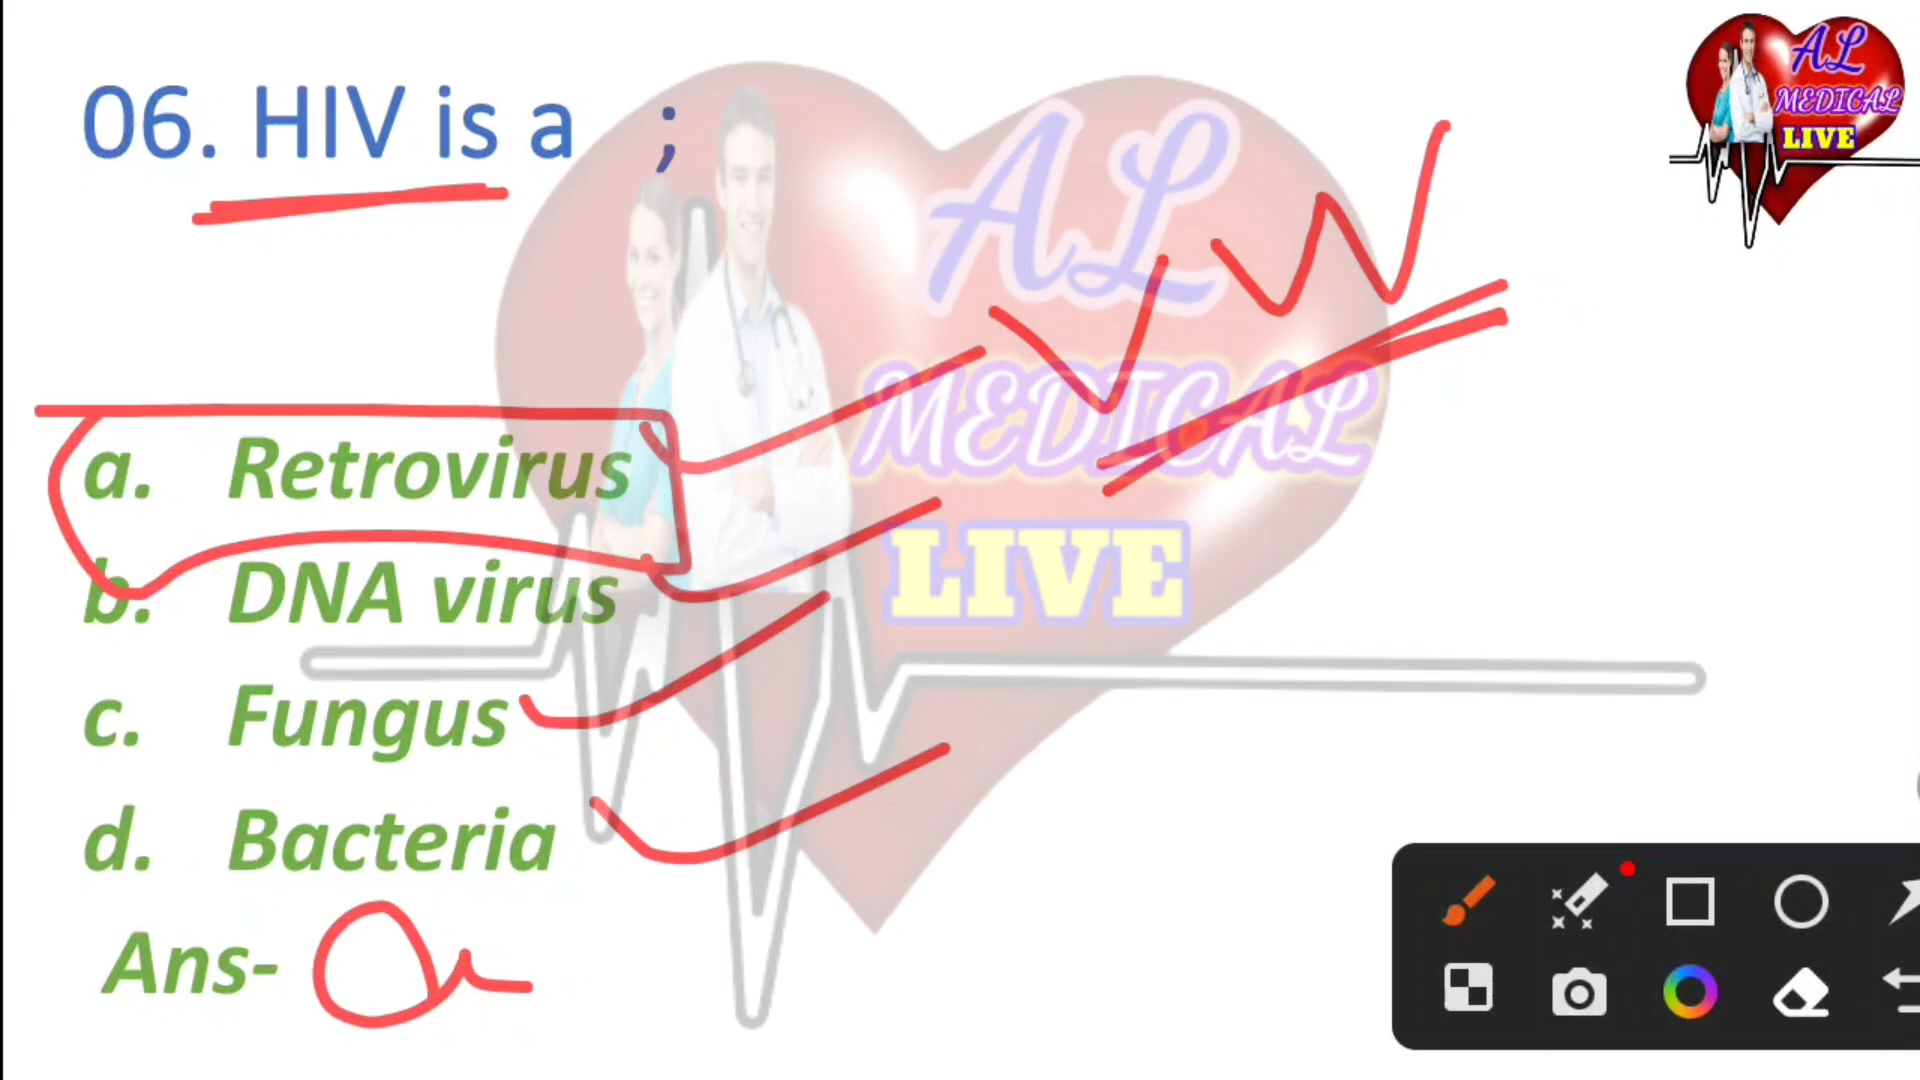 AL
MEDICAL
LIVE
06. HIV is a ;
AL
MEDICAL
LIVE
a. Retrovirus
b. DNA virus
c. Fungus
d. Bacteria
Ans- a